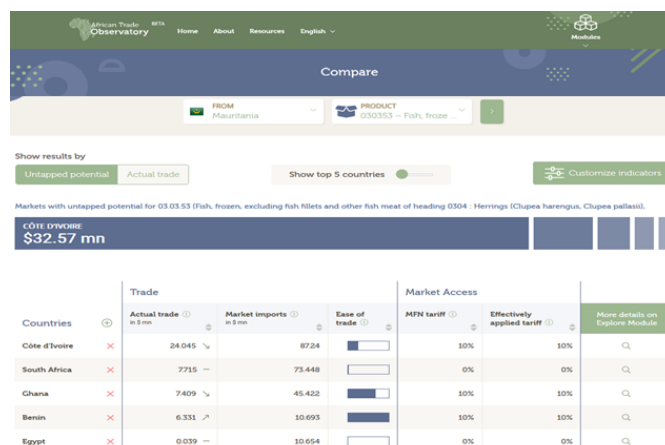 African Trade BETA
Observatory
Home About Resources English
Modules
Compare
FROM
Mauritania
PRODUCT
030353 – Fish, froze ...
Show results by
Untapped potential Actual trade
Show top 5 countries
Customize indicators
Markets with untapped potential for 03.03.53 (Fish, frozen, excluding fish fillets and other fish meat of heading 0304 : Herrings (Clupea harengus, Clupea pallasii),
CÔTE D'IVOIRE
$32.57 mn
Trade Market Access
Countries
Actual trade
in $ mn
Market imports
in $ mn
Ease of
trade
MFN tariff
Effectively
applied tariff
More details on
Explore Module
Côte d'Ivoire 24.045 87.24 10% 10%
South Africa 7.715 73.448 0% 0%
Ghana 7.409 45.422 10% 10%
Benin 6.331 10.693 10% 10%
Egypt 0.039 10.654 0% 0%